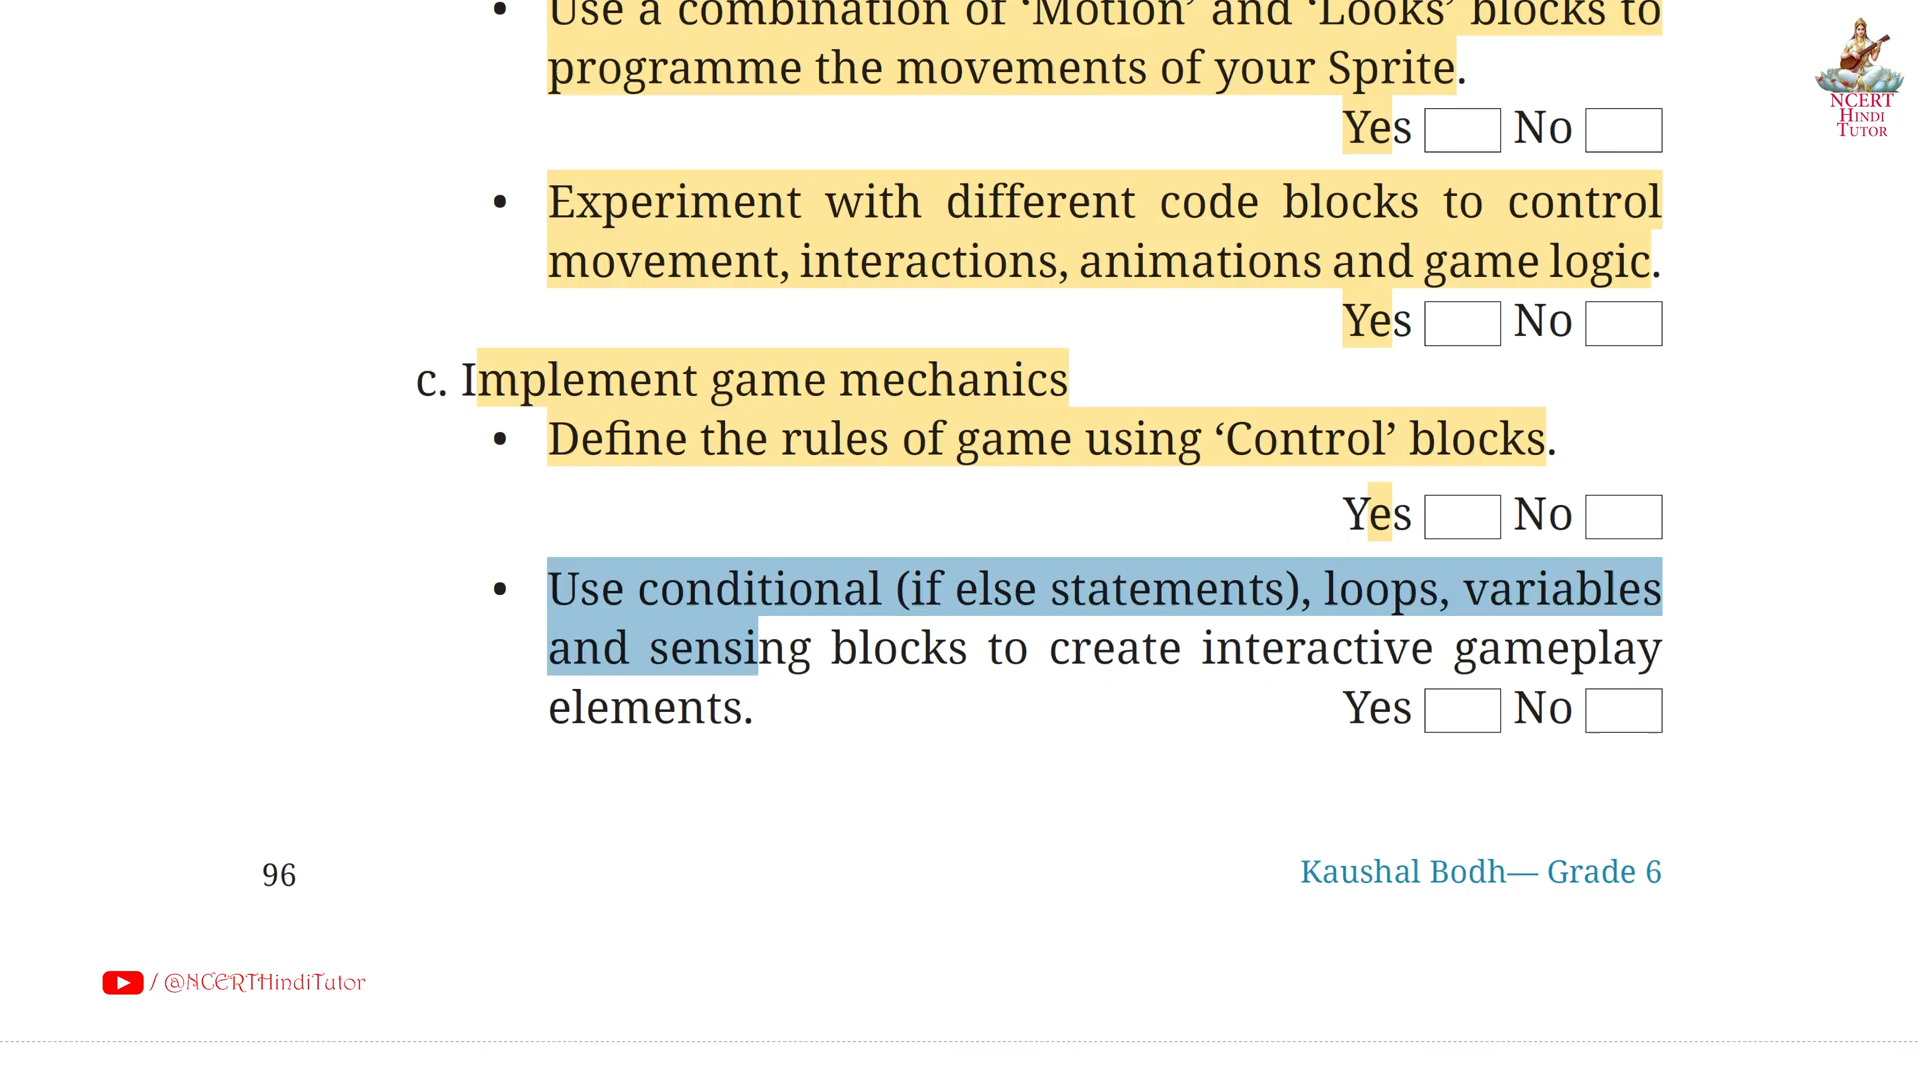 • Use a combination of ‘Motion’ and ‘Looks’ blocks to
programme the movements of your Sprite.
Yes No
• Experiment with different code blocks to control
movement, interactions, animations and game logic.
Yes No
c. Implement game mechanics
• Define the rules of game using ‘Control’ blocks.
Yes No
• Use conditional (if else statements), loops, variables
and sensing blocks to create interactive gameplay
elements. Yes No
96
Kaushal Bodh— Grade 6
/ @NCERTHindiTutor
NCERT
HINDI
TUTOR